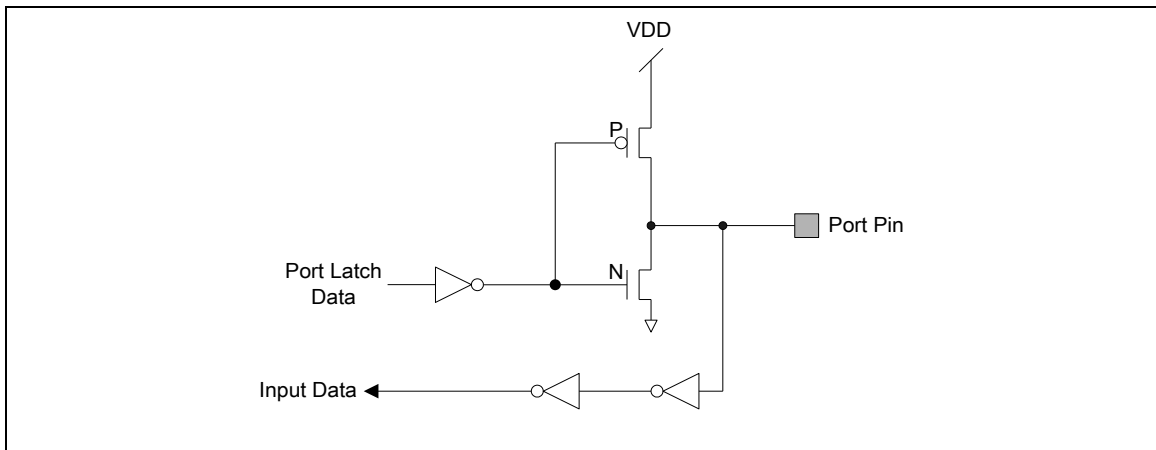 VDD
P
Port Pin
N
Port Latch
Data
Input Data